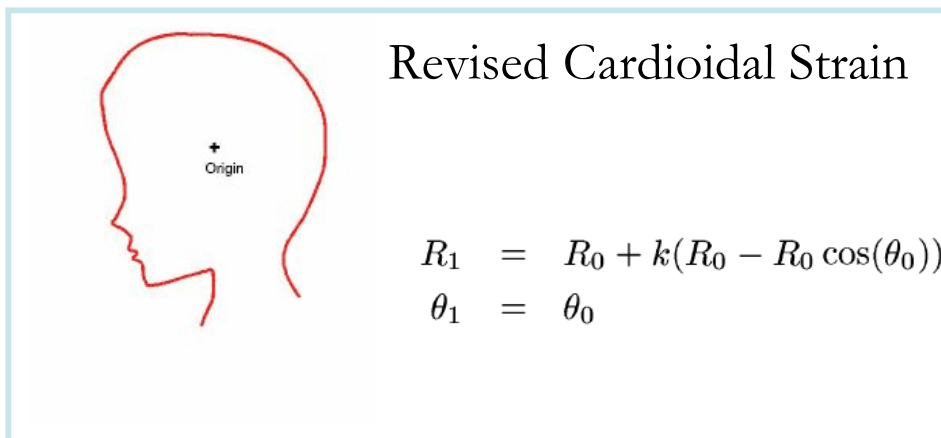 Revised Cardioidal Strain
Origin
R₁ = R₀ + k(R₀ − R₀ cos(θ₀))
θ₁ = θ₀